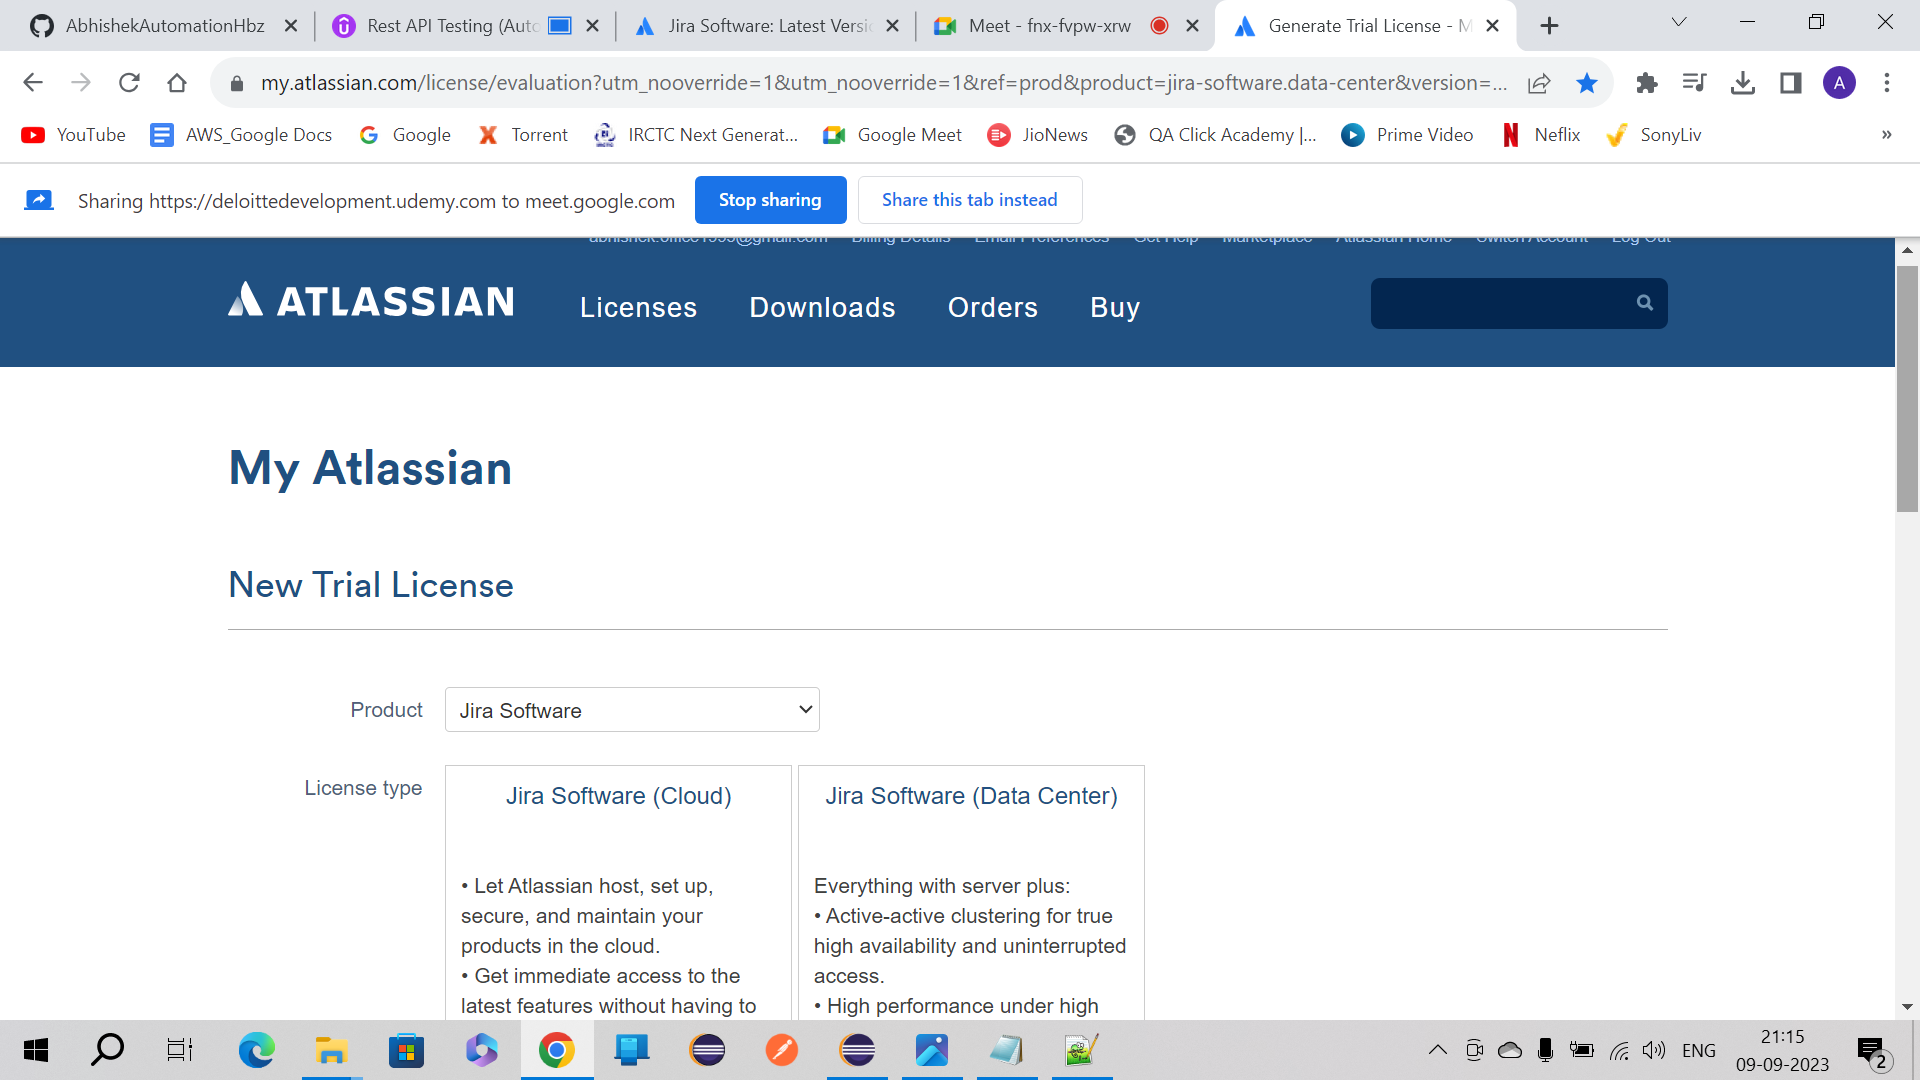 AbhishekAutomationHbz
Rest API Testing (Auto
Jira Software: Latest Versi
Meet - fnx-fvpw-xrw
Generate Trial License - M
my.atlassian.com/license/evaluation?utm_nooverride=1&utm_nooverride=1&ref=prod&product=jira-software.data-center&version=...
A
YouTube AWS_Google Docs Google Torrent IRCTC Next Generat... Google Meet JioNews QA Click Academy |... Prime Video Neflix SonyLiv »
Sharing https://deloittedevelopment.udemy.com to meet.google.com Stop sharing Share this tab instead
abhishek.office1995@gmail.com Billing Details Email Preferences Get Help Marketplace Atlassian Home Switch Account Log Out
ATLASSIAN Licenses Downloads Orders Buy
My Atlassian
New Trial License
Product Jira Software
License type
Jira Software (Cloud)
• Let Atlassian host, set up,
secure, and maintain your
products in the cloud.
• Get immediate access to the
latest features without having to
Jira Software (Data Center)
Everything with server plus:
• Active-active clustering for true
high availability and uninterrupted
access.
• High performance under high
ENG
21:15
09-09-2023
2